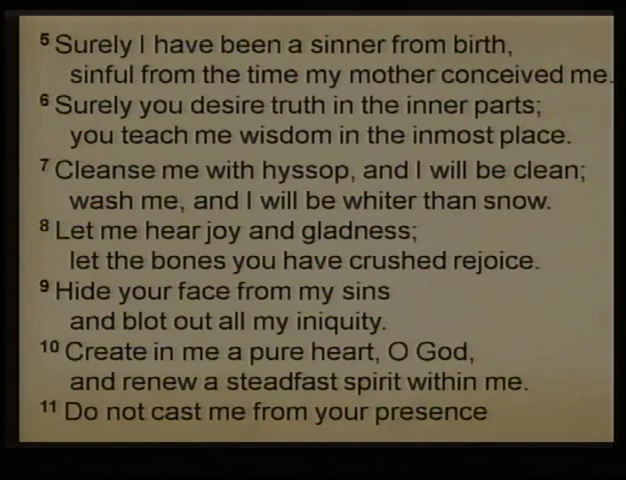 5 Surely I have been a sinner from birth,
sinful from the time my mother conceived me.
6 Surely you desire truth in the inner parts;
you teach me wisdom in the inmost place.
7 Cleanse me with hyssop, and I will be clean;
wash me, and I will be whiter than snow.
8 Let me hear joy and gladness;
let the bones you have crushed rejoice.
9 Hide your face from my sins
and blot out all my iniquity.
10 Create in me a pure heart, O God,
and renew a steadfast spirit within me.
11 Do not cast me from your presence